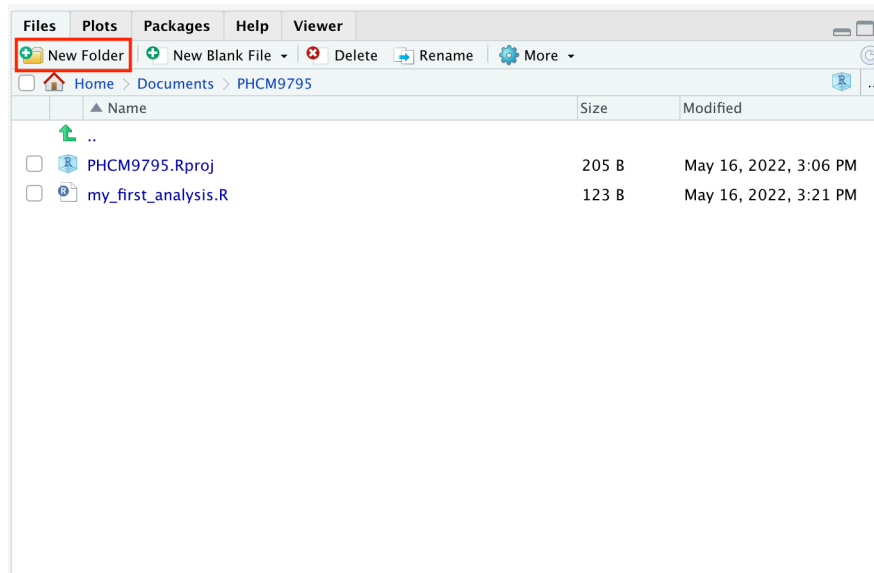 Files Plots Packages Help Viewer
New Folder New Blank File Delete Rename More
Home > Documents > PHCM9795 R ..
Name Size Modified
..
R PHCM9795.Rproj 205 B May 16, 2022, 3:06 PM
R my_first_analysis.R 123 B May 16, 2022, 3:21 PM